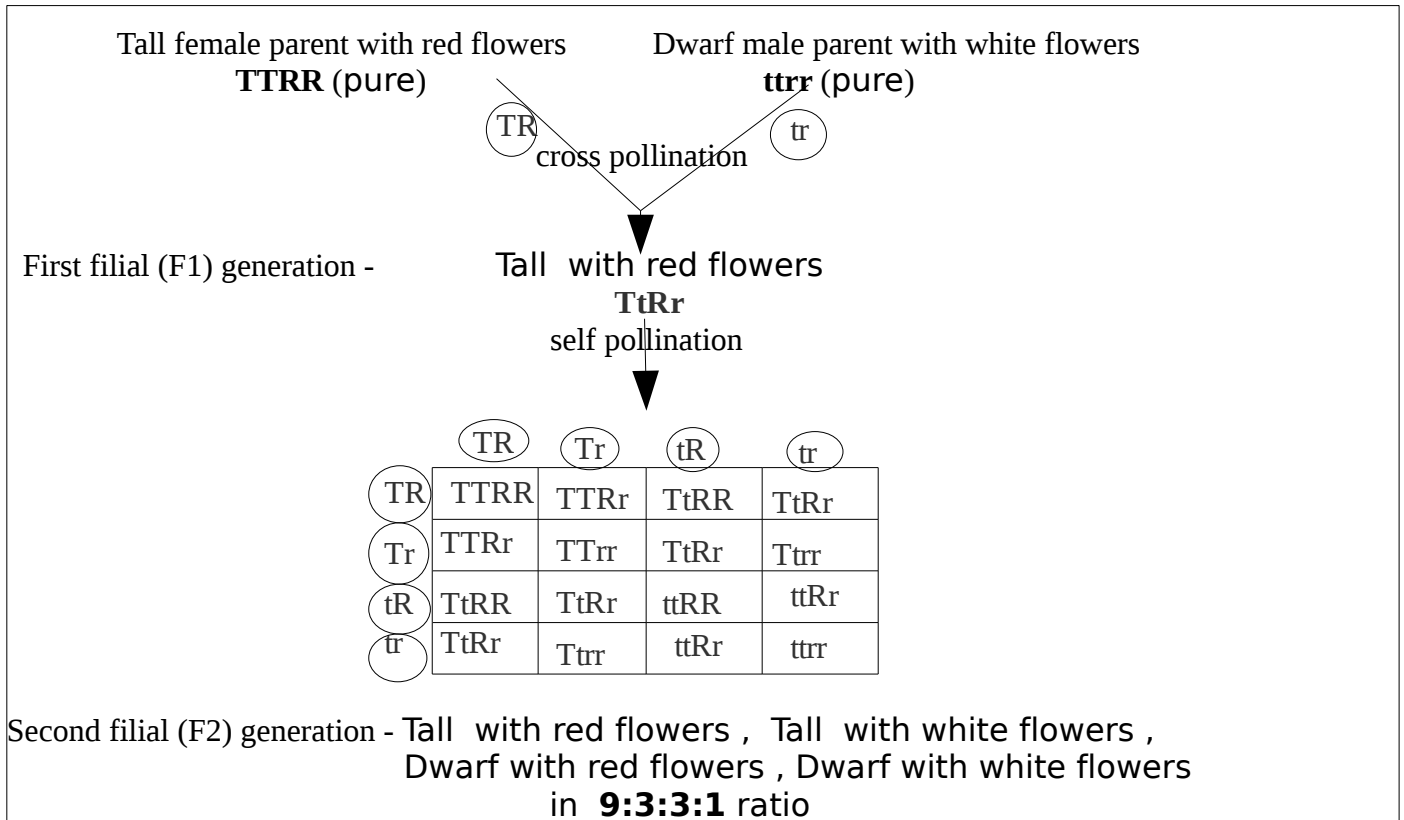 Tall female parent with red flowers Dwarf male parent with white flowers
TTRR (pure) ttrr (pure)
TR tr
cross pollination
First filial (F1) generation - Tall with red flowers
TtRr
self pollination
TR Tr tR tr
TR TTRR TTRr TtRR TtRr
Tr TTRr TTrr TtRr Ttrr
tR TtRR TtRr ttRR ttRr
tr TtRr Ttrr ttRr ttrr
Second filial (F2) generation - Tall with red flowers , Tall with white flowers ,
Dwarf with red flowers , Dwarf with white flowers
in 9:3:3:1 ratio